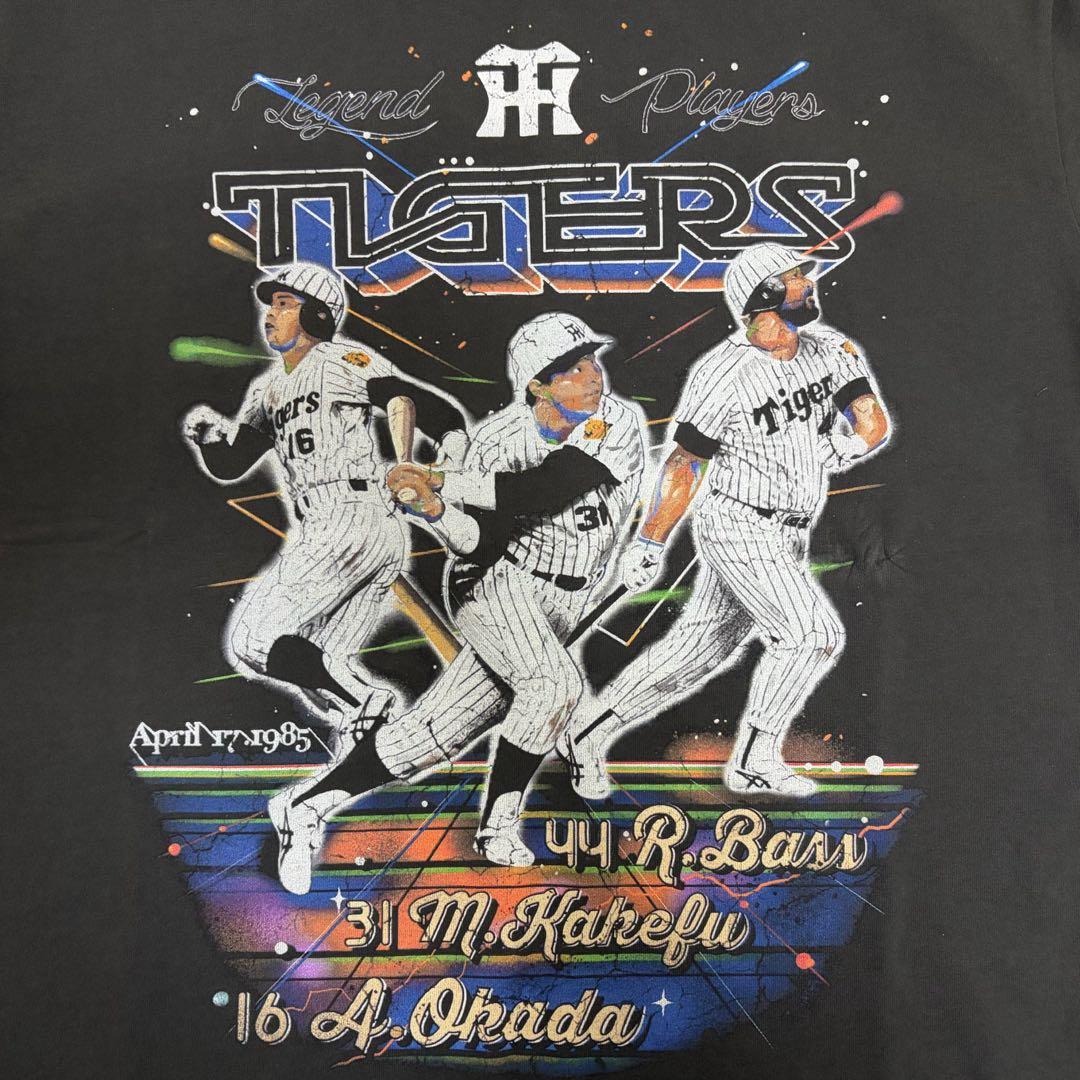 Legend Players
TIGERS
Tigers
16
31
Tiger
April 17, 1985
44 R. Bass
31 M. Kakefu
16 A. Okada